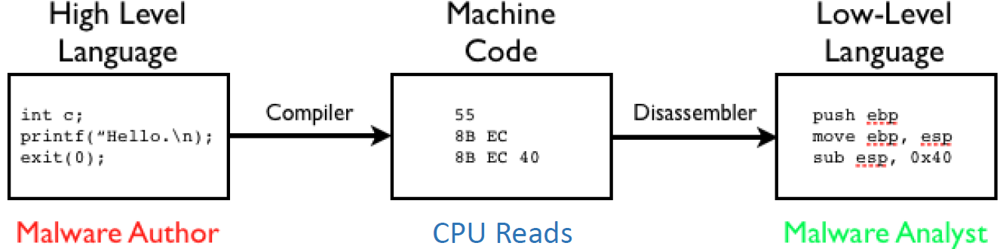 High Level
Language
int c;
printf(“Hello.\n);
exit(0);
Malware Author
Compiler
Machine
Code
55
8B EC
8B EC 40
CPU Reads
Disassembler
Low-Level
Language
push ebp
move ebp, esp
sub esp, 0x40
Malware Analyst